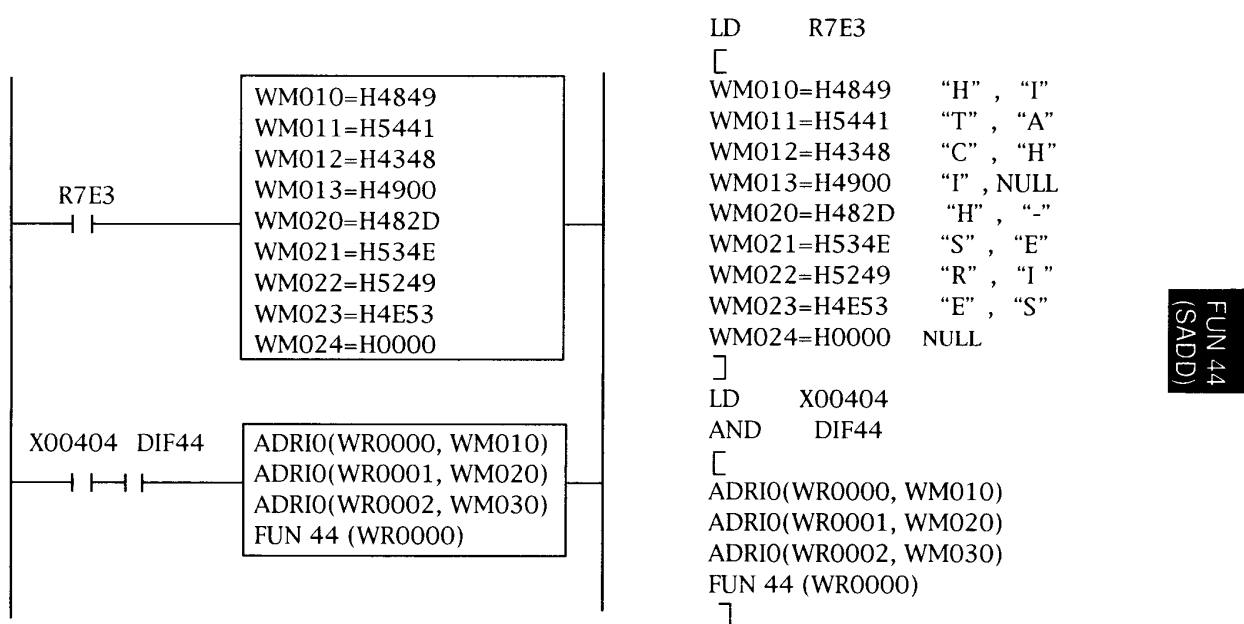 R7E3
WM010=H4849
WM011=H5441
WM012=H4348
WM013=H4900
WM020=H482D
WM021=H534E
WM022=H5249
WM023=H4E53
WM024=H0000
X00404 DIF44
ADRIO(WR0000, WM010)
ADRIO(WR0001, WM020)
ADRIO(WR0002, WM030)
FUN 44 (WR0000)
LD R7E3
[
WM010=H4849 “H” , “I”
WM011=H5441 “T” , “A”
WM012=H4348 “C” , “H”
WM013=H4900 “I” , NULL
WM020=H482D “H” , “-”
WM021=H534E “S” , “E”
WM022=H5249 “R” , “I ”
WM023=H4E53 “E” , “S”
WM024=H0000 NULL
]
LD X00404
AND DIF44
[
ADRIO(WR0000, WM010)
ADRIO(WR0001, WM020)
ADRIO(WR0002, WM030)
FUN 44 (WR0000)
]
FUN 44
(SADD)